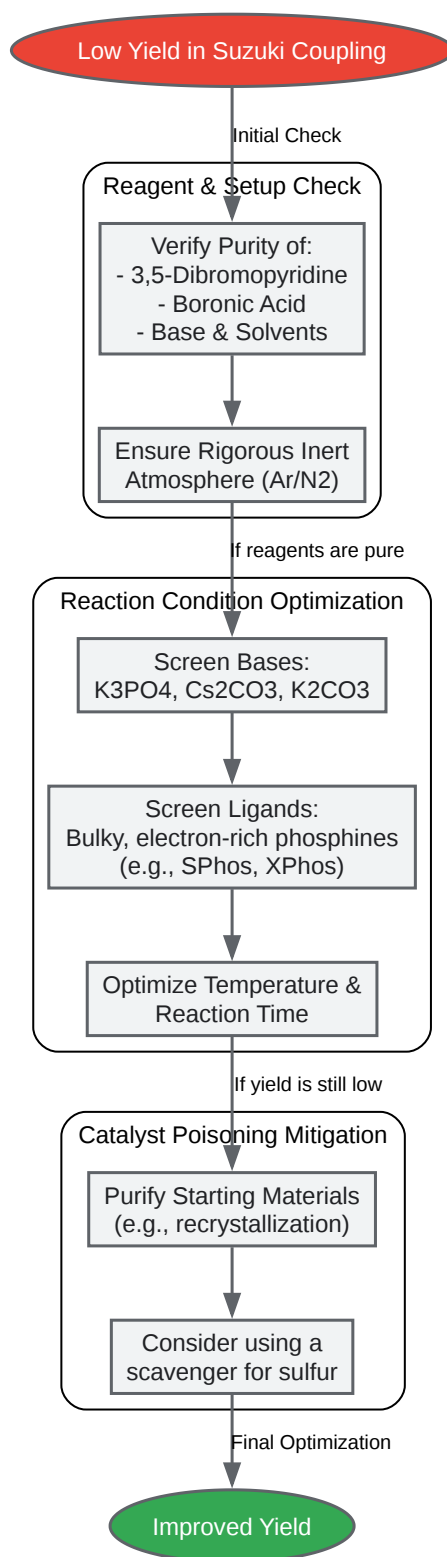 Low Yield in Suzuki Coupling
Initial Check
Reagent & Setup Check
Verify Purity of:
- 3,5-Dibromopyridine
- Boronic Acid
- Base & Solvents
Ensure Rigorous Inert
Atmosphere (Ar/N2)
If reagents are pure
Reaction Condition Optimization
Screen Bases:
K3PO4, Cs2CO3, K2CO3
Screen Ligands:
Bulky, electron-rich phosphines
(e.g., SPhos, XPhos)
Optimize Temperature &
Reaction Time
If yield is still low
Catalyst Poisoning Mitigation
Purify Starting Materials
(e.g., recrystallization)
Consider using a
scavenger for sulfur
Final Optimization
Improved Yield